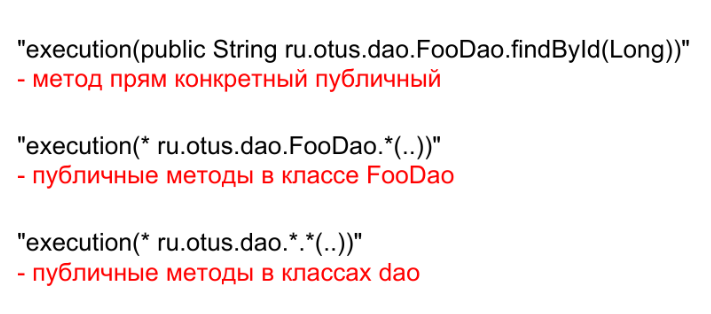 "execution(public String ru.otus.dao.FooDao.findById(Long))"
- метод прям конкретный публичный
"execution(* ru.otus.dao.FooDao.*(..))"
- публичные методы в классе FooDao
"execution(* ru.otus.dao.*.*(..))"
- публичные методы в классах dao